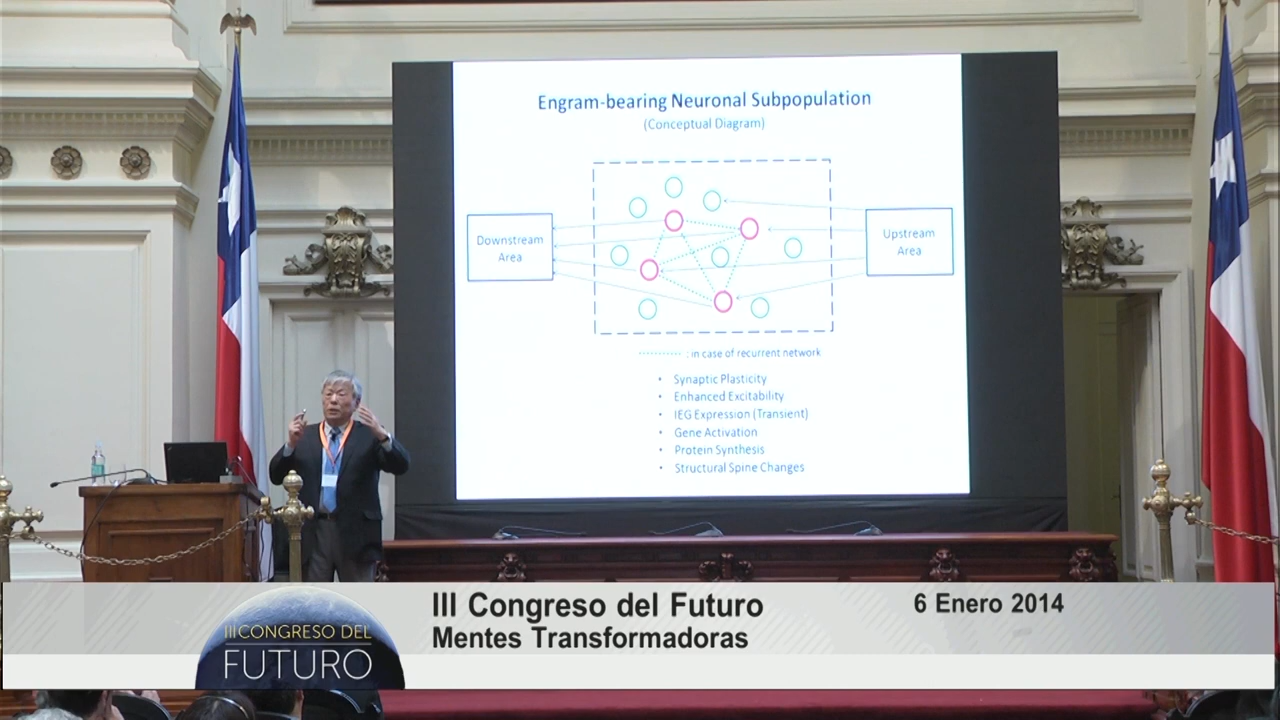 Engram-bearing Neuronal Subpopulation
(Conceptual Diagram)
Downstream
Area
Upstream
Area
: in case of recurrent network
• Synaptic Plasticity
• Enhanced Excitability
• IEG Expression (Transient)
• Gene Activation
• Protein Synthesis
• Structural Spine Changes
III CONGRESO DEL
FUTURO
III Congreso del Futuro
Mentes Transformadoras
6 Enero 2014